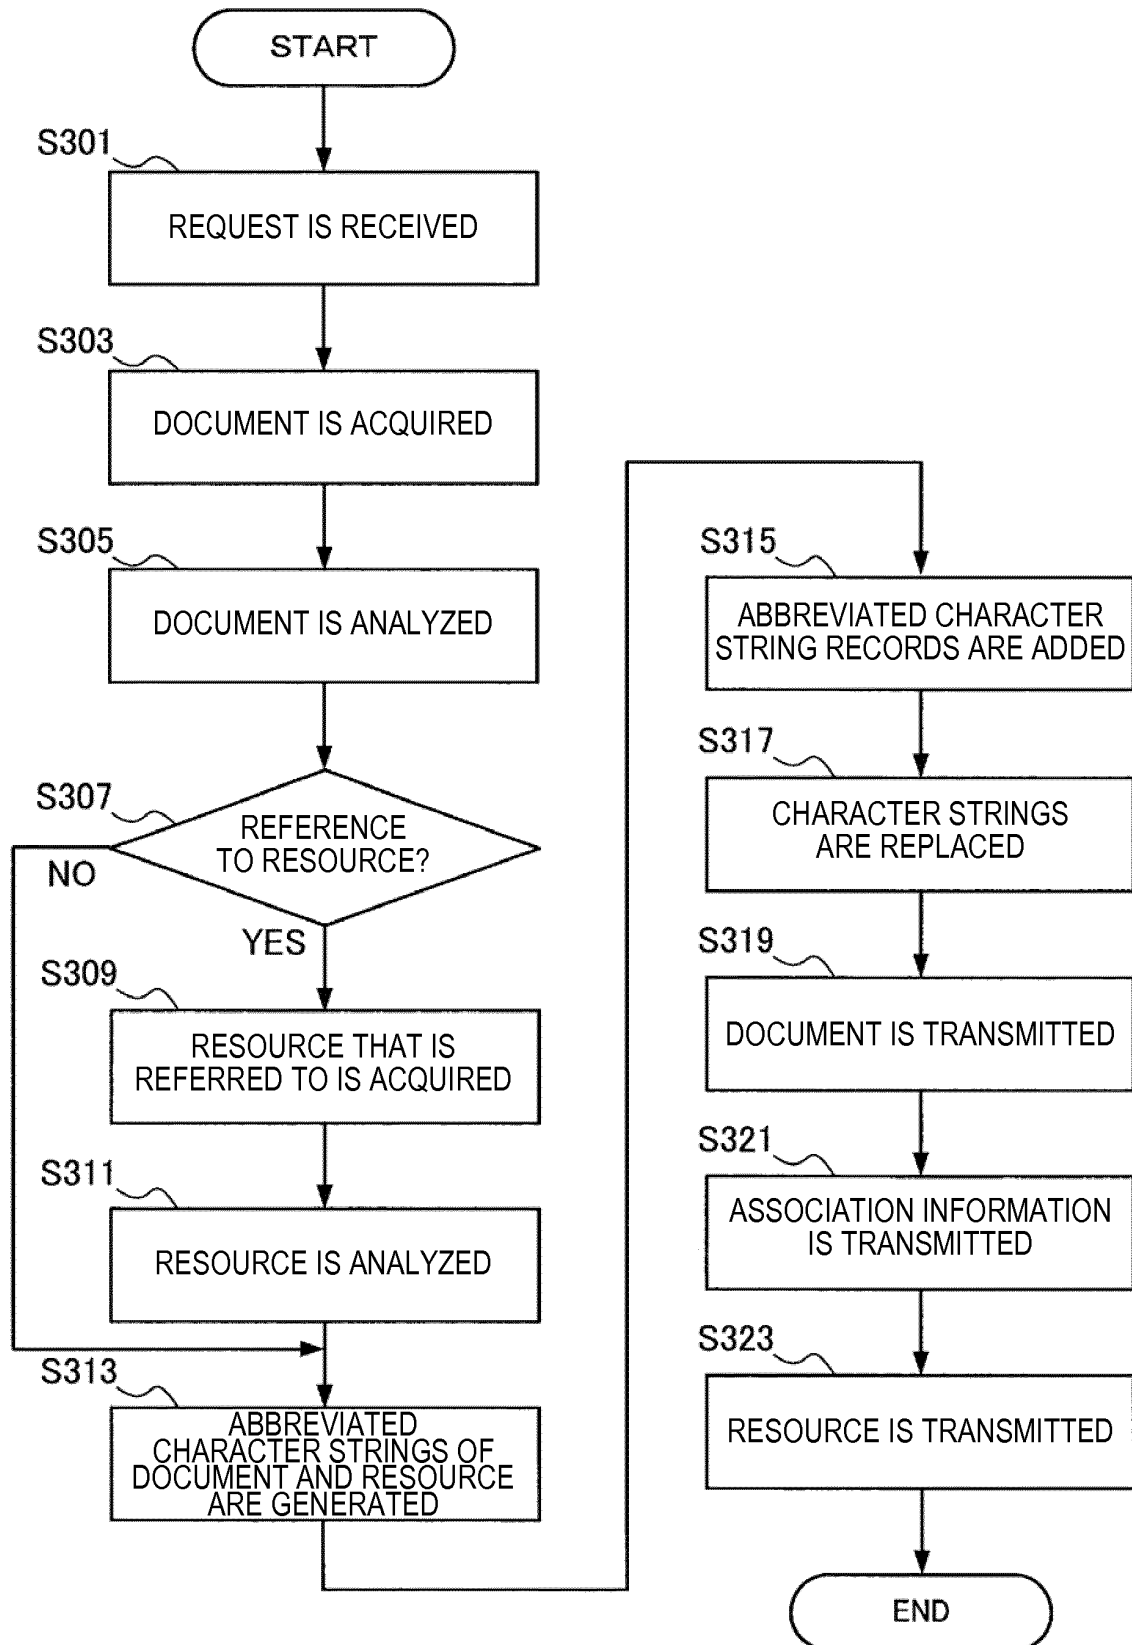 START
S301
REQUEST IS RECEIVED
S303
DOCUMENT IS ACQUIRED
S305
DOCUMENT IS ANALYZED
S307
REFERENCE
TO RESOURCE?
NO
YES
S309
RESOURCE THAT IS
REFERRED TO IS ACQUIRED
S311
RESOURCE IS ANALYZED
S313
ABBREVIATED
CHARACTER STRINGS OF
DOCUMENT AND RESOURCE
ARE GENERATED
S315
ABBREVIATED CHARACTER
STRING RECORDS ARE ADDED
S317
CHARACTER STRINGS
ARE REPLACED
S319
DOCUMENT IS TRANSMITTED
S321
ASSOCIATION INFORMATION
IS TRANSMITTED
S323
RESOURCE IS TRANSMITTED
END